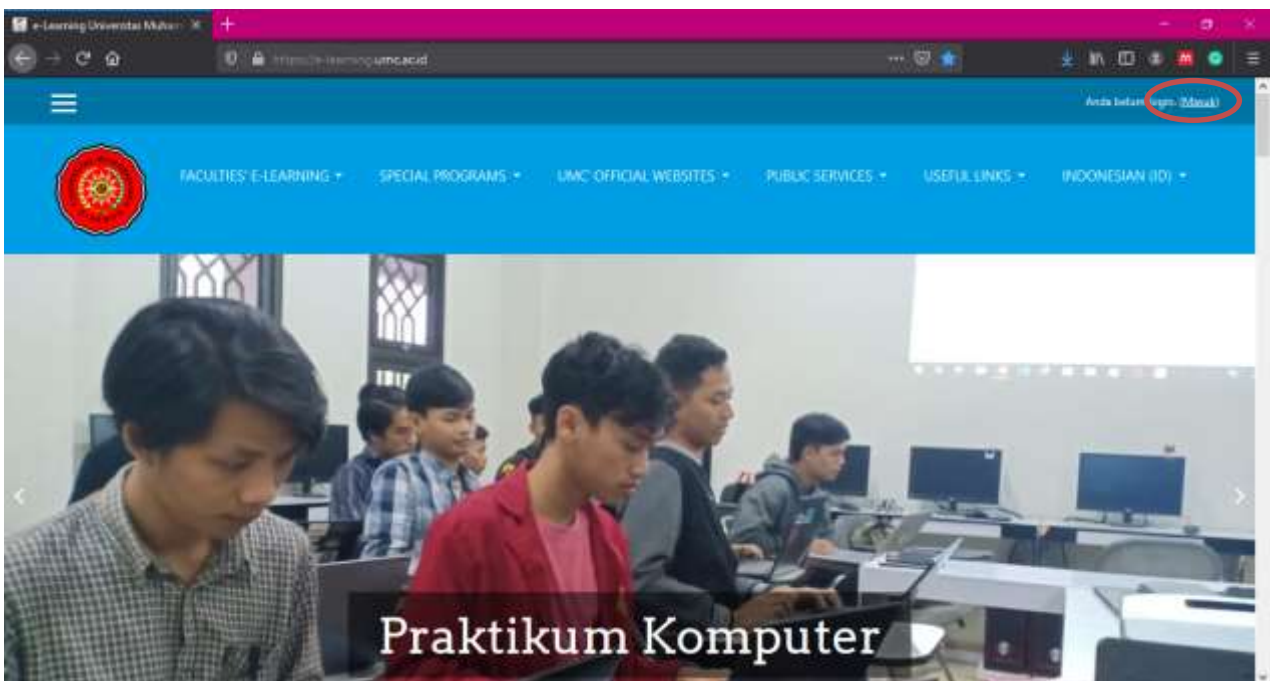 e-Learning Universitas Muham
https://e-learning.umc.ac.id
Anda belum login. (Masuk)
FACULTIES' E-LEARNING
SPECIAL PROGRAMS
UMC OFFICIAL WEBSITES
PUBLIC SERVICES
USEFUL LINKS
INDONESIAN (ID)
Praktikum Komputer